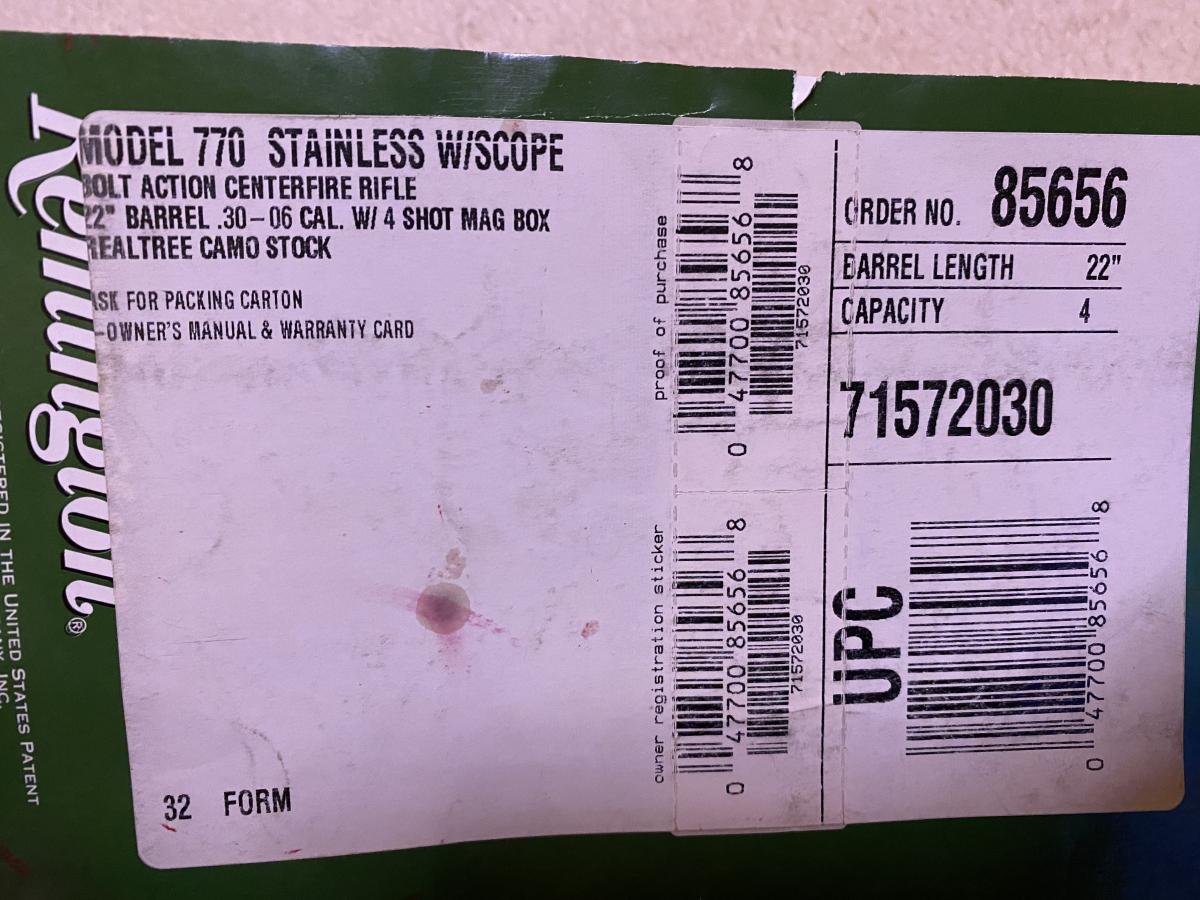 Remington®
REGISTERED IN THE UNITED STATES PATENT
INC.
MODEL 770 STAINLESS W/SCOPE
BOLT ACTION CENTERFIRE RIFLE
22" BARREL .30-06 CAL. W/ 4 SHOT MAG BOX
REALTREE CAMO STOCK
ASK FOR PACKING CARTON
-OWNER'S MANUAL & WARRANTY CARD
32 FORM
proof of purchase
0 47700 85656 8
71572030
owner registration sticker
0 47700 85656 8
71572030
ORDER NO. 85656
BARREL LENGTH 22"
CAPACITY 4
71572030
UPC
0 47700 85656 8